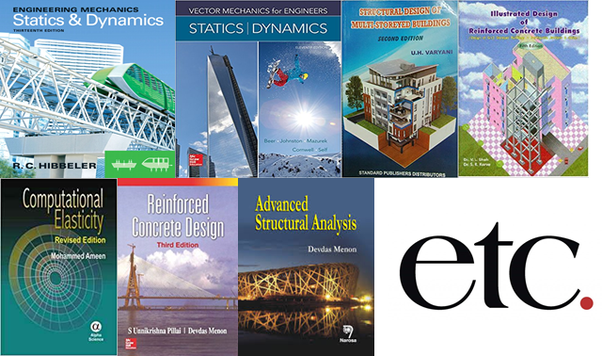 ENGINEERING MECHANICS
Statics & Dynamics
THIRTEENTH EDITION
R. C. HIBBELER
VECTOR MECHANICS for ENGINEERS
STATICS | DYNAMICS
ELEVENTH EDITION
Beer Johnston Mazurek
Cornwell Self
STRUCTURAL DESIGN OF
MULTI-STOREYED BUILDINGS
SECOND EDITION
U.H. VARYANI
STANDARD PUBLISHERS DISTRIBUTORS
Illustrated Design
of
Reinforced Concrete Buildings
Dr. V. L. Shah
Dr. S. R. Karve
Computational
Elasticity
Revised Edition
Mohammed Ameen
α
Alpha Science
Reinforced
Concrete Design
Third Edition
S Unnikrishna Pillai | Devdas Menon
Advanced
Structural Analysis
Devdas Menon
Narosa
etc.